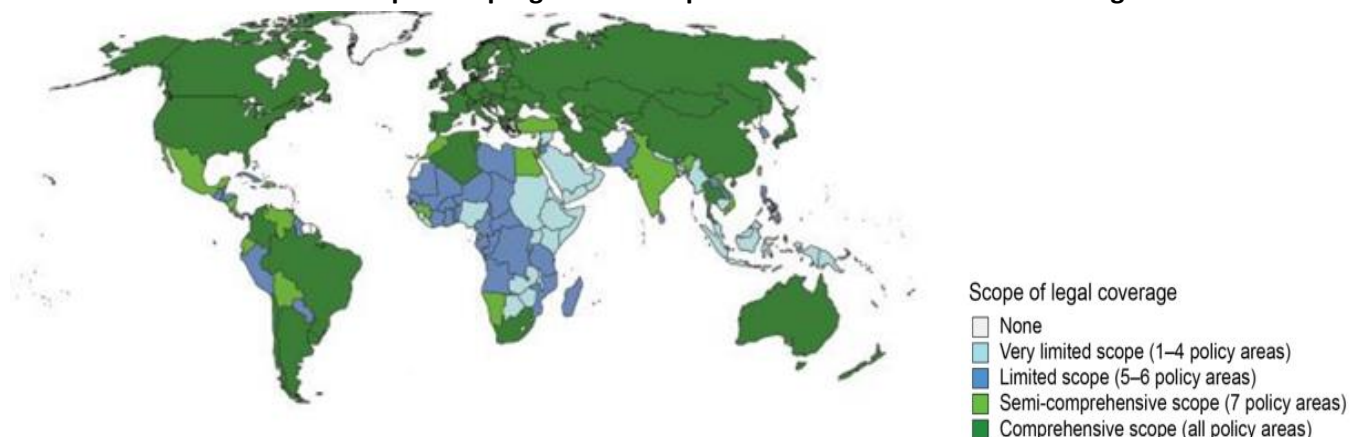 Scope of legal coverage
None
Very limited scope (1–4 policy areas)
Limited scope (5–6 policy areas)
Semi-comprehensive scope (7 policy areas)
Comprehensive scope (all policy areas)